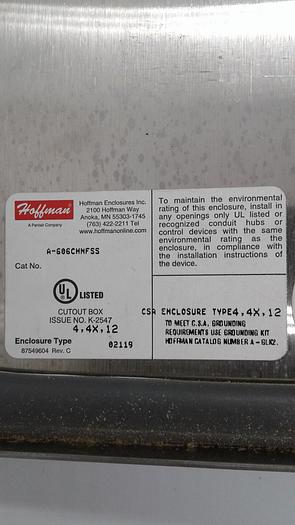 Hoffman
A Pentair Company
Hoffman Enclosures Inc.
2100 Hoffman Way
Anoka, MN 55303-1745
(763) 422-2211 Tel
www.hoffmanonline.com
A-606CHNFSS
Cat No.
UL LISTED
CUTOUT BOX
ISSUE NO. K-2547
4,4X,12
Enclosure Type
02119
87549604 Rev. C
To maintain the environmental
rating of this enclosure, install in
any openings only UL listed or
recognized conduit hubs or
control devices with the same
environmental rating as the
enclosure, in compliance with
the installation instructions of
the device.
CSA ENCLOSURE TYPE4,4X,12
TO MEET C.S.A. GROUNDING
REQUIREMENTS USE GROUNDING KIT
HOFFMAN CATALOG NUMBER A-GLK2.